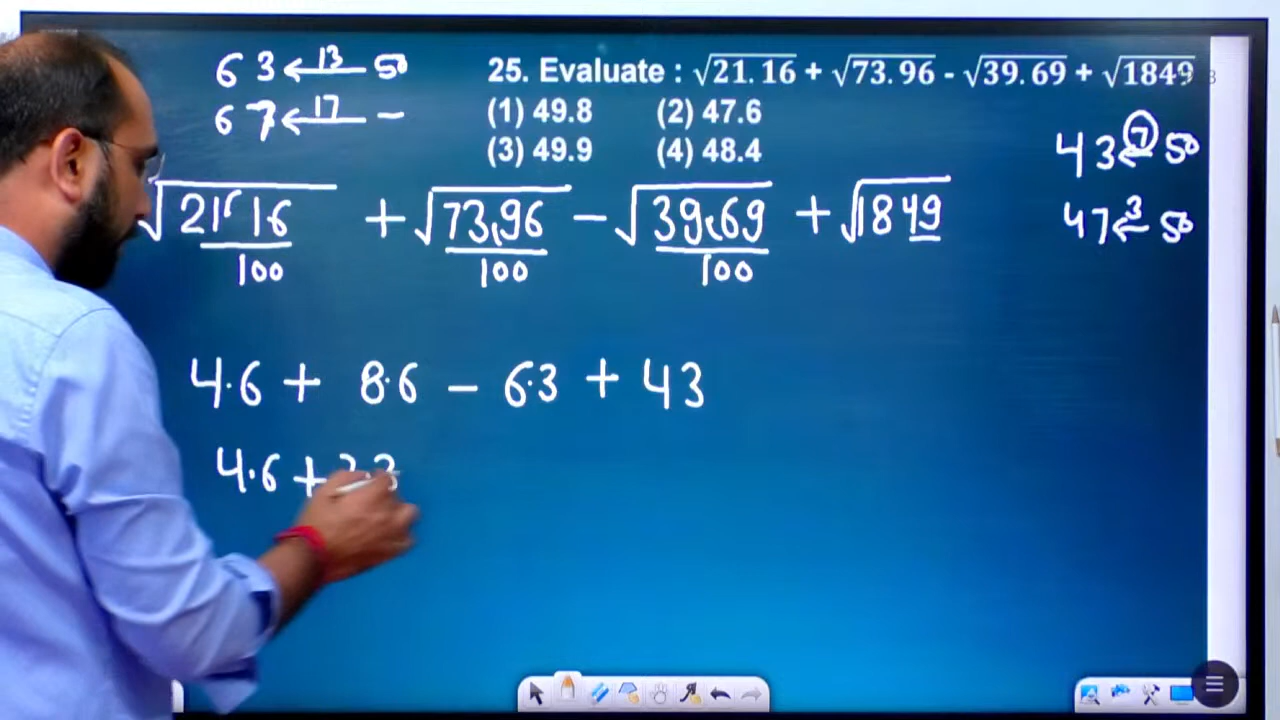 25. Evaluate : √21.16 + √73.96 - √39.69 + √1849
(1) 49.8 (2) 47.6
(3) 49.9 (4) 48.4
63 ← 13 50
67 ← 17 —
43 ← 7 50
47 ← 3 50
√21.16 + √73.96 − √39.69 + √1849
100 100 100
4.6 + 8.6 − 6.3 + 43
4.6 +